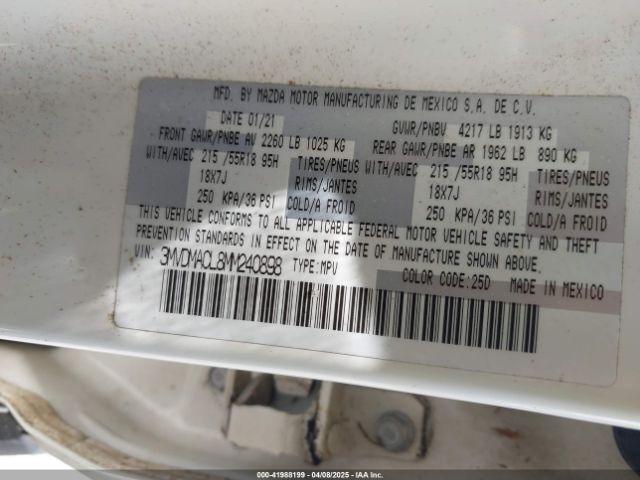 MFD. BY MAZDA MOTOR MANUFACTURING DE MEXICO S.A. DE C.V.
DATE 01/21 GVWR/PNBV 4217 LB 1913 KG
FRONT GAWR/PNBE AV 2260 LB 1025 KG REAR GAWR/PNBE AR 1962 LB 890 KG
WITH/AVEC 215 /55R18 95H TIRES/PNEUS WITH/AVEC 215 /55R18 95H TIRES/PNEUS
18X7J RIMS/JANTES 18X7J RIMS/JANTES
250 KPA/36 PSI COLD/A FROID 250 KPA/36 PSI COLD/A FROID
THIS VEHICLE CONFORMS TO ALL APPLICABLE FEDERAL MOTOR VEHICLE SAFETY AND THEFT
PREVENTION STANDARDS IN EFFECT ON THE DATE OF MANUFACTURE SHOWN ABOVE.
VIN: 3MVDMACL8MM240898 TYPE:MPV COLOR CODE:25D MADE IN MEXICO
000-41988199 - 04/08/2025 - IAAI.com